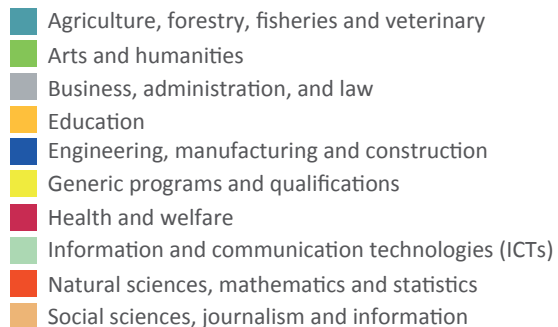 Agriculture, forestry, fisheries and veterinary
Arts and humanities
Business, administration, and law
Education
Engineering, manufacturing and construction
Generic programs and qualifications
Health and welfare
Information and communication technologies (ICTs)
Natural sciences, mathematics and statistics
Social sciences, journalism and information